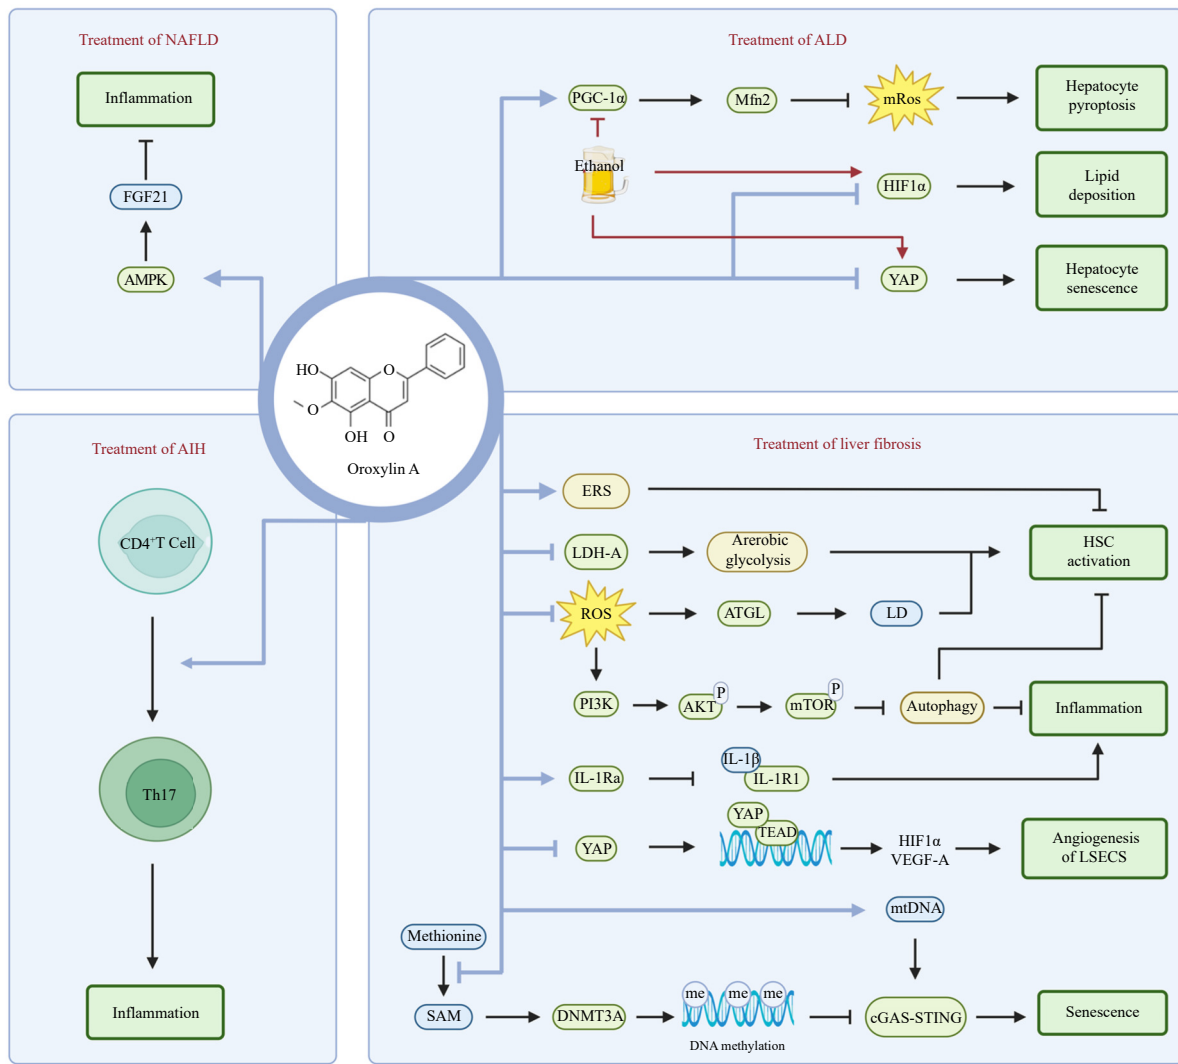 Treatment of NAFLD
Inflammation
FGF21
AMPK
Treatment of ALD
PGC-1α
Mfn2
mRos
Hepatocyte
pyroptosis
Ethanol
HIF1α
Lipid
deposition
YAP
Hepatocyte
senescence
HO
O
O
OH
O
Oroxylin A
Treatment of AIH
CD4⁺T Cell
Th17
Inflammation
Treatment of liver fibrosis
ERS
LDH-A
Arerobic
glycolysis
HSC
activation
ROS
ATGL
LD
PI3K
AKT
P
mTOR
P
Autophagy
Inflammation
IL-1Ra
IL-1β
IL-1R1
YAP
YAP
TEAD
HIF1α
VEGF-A
Angiogenesis
of LSECS
mtDNA
Methionine
SAM
DNMT3A
me
me
me
DNA methylation
cGAS-STING
Senescence